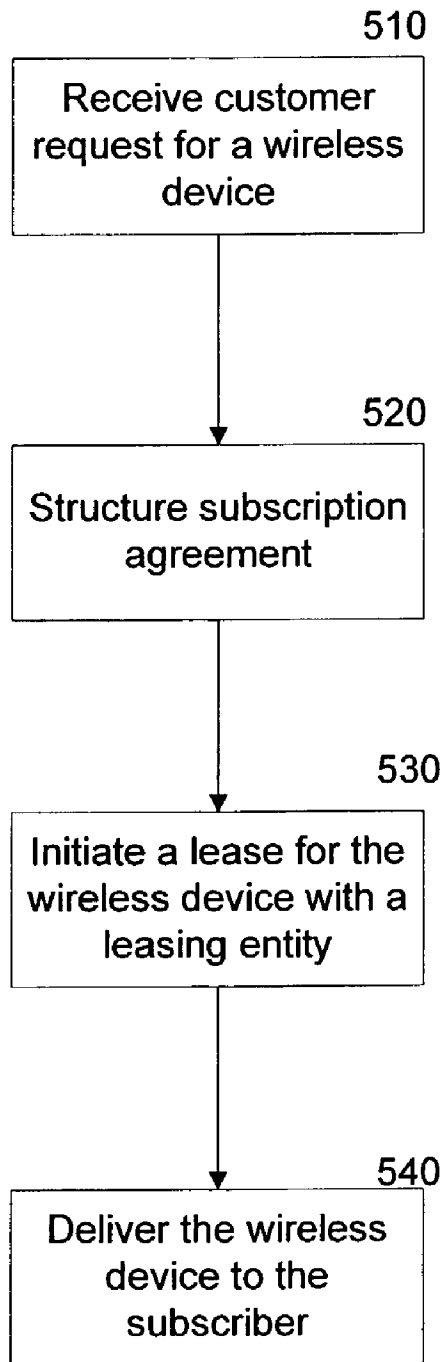 510
Receive customer
request for a wireless
device
520
Structure subscription
agreement
530
Initiate a lease for the
wireless device with a
leasing entity
540
Deliver the wireless
device to the
subscriber